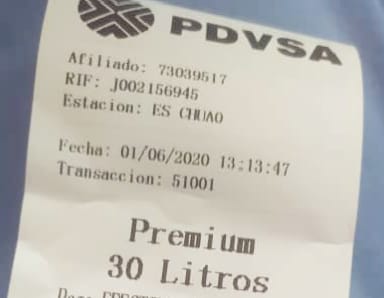 PDVSA
Afiliado: 73039517
RIF: J002156945
Estacion: ES CHUAO
Fecha: 01/06/2020 13:13:47
Transaccion: 51001
Premium
30 Litros